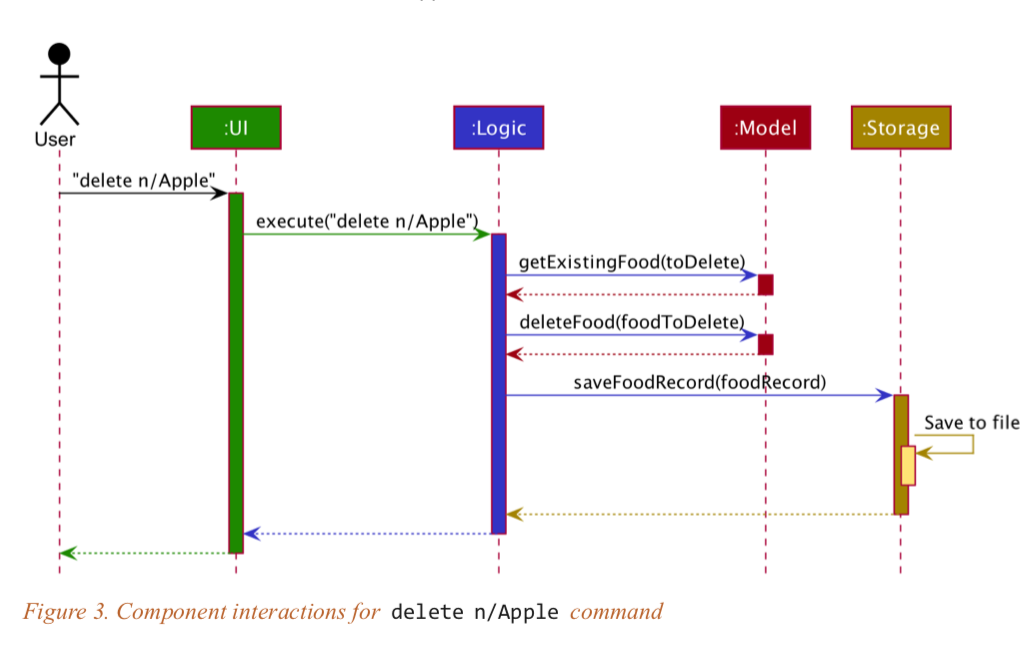 User
:UI
:Logic
:Model
:Storage
"delete n/Apple"
execute("delete n/Apple")
getExistingFood(toDelete)
deleteFood(foodToDelete)
saveFoodRecord(foodRecord)
Save to file
Figure 3. Component interactions for delete n/Apple command